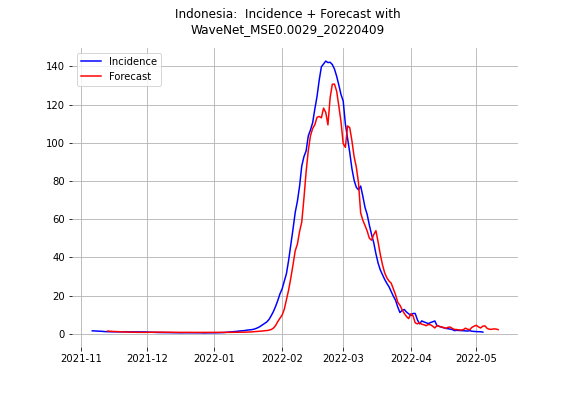 Indonesia:  Incidence + Forecast with
WaveNet_MSE0.0029_20220409
Incidence
Forecast
140
120
100
80
60
40
20
0
2021-11 2021-12 2022-01 2022-02 2022-03 2022-04 2022-05